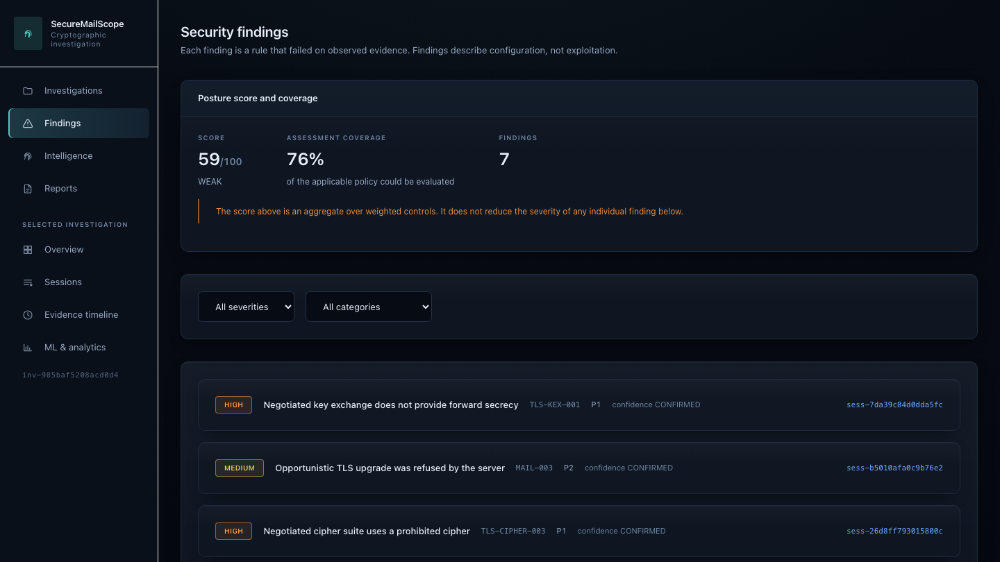 SecureMailScope
Cryptographic
investigation
Investigations
Findings
Intelligence
Reports
SELECTED INVESTIGATION
Overview
Sessions
Evidence timeline
ML & analytics
inv-985baf5208acd0d4
Security findings
Each finding is a rule that failed on observed evidence. Findings describe configuration, not exploitation.
Posture score and coverage
SCORE ASSESSMENT COVERAGE FINDINGS
59/100 76% 7
WEAK of the applicable policy could be evaluated
The score above is an aggregate over weighted controls. It does not reduce the severity of any individual finding below.
All severities All categories
HIGH Negotiated key exchange does not provide forward secrecy TLS-KEX-001 P1 confidence CONFIRMED sess-7da39c84d0dda5fc
MEDIUM Opportunistic TLS upgrade was refused by the server MAIL-003 P2 confidence CONFIRMED sess-b5010afa0c9b76e2
HIGH Negotiated cipher suite uses a prohibited cipher TLS-CIPHER-003 P1 confidence CONFIRMED sess-26d8ff793015800c